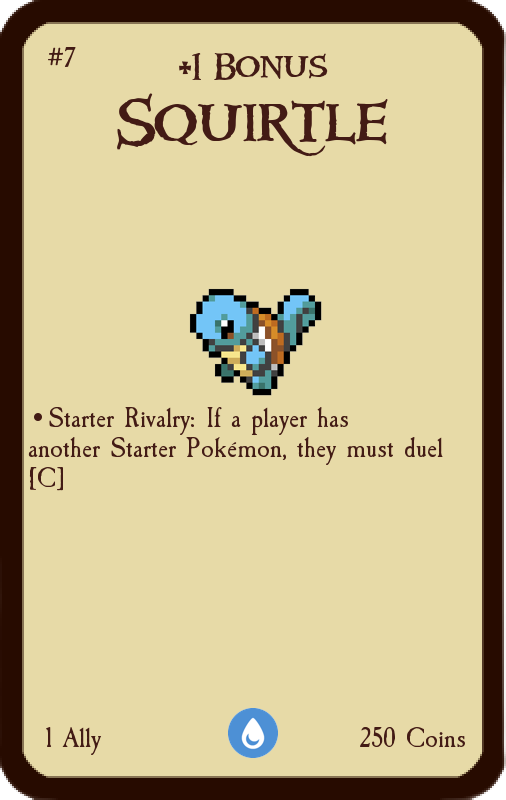 #7
+1 Bonus
Squirtle
•Starter Rivalry: If a player has
another Starter Pokémon, they must duel
[C]
1 Ally
250 Coins